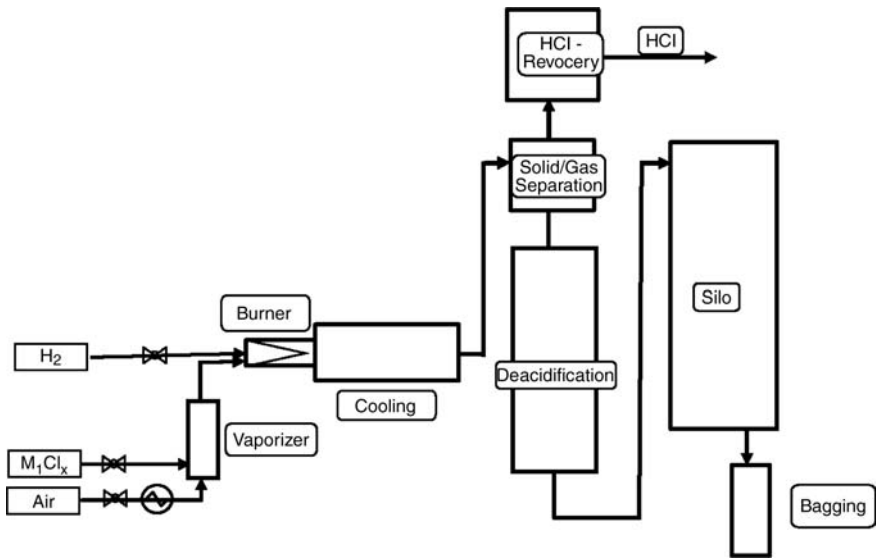 HCl -
Revocery
HCl
Solid/Gas
Separation
Silo
Burner
H₂
Deacidification
Cooling
Vaporizer
M₁Clₓ
Air
Bagging